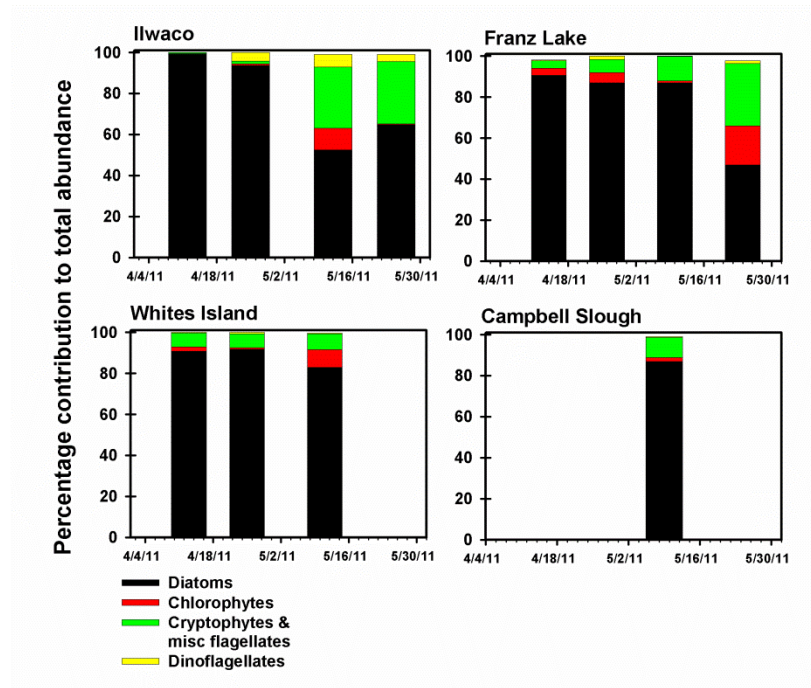 Percentage contribution to total abundance
Ilwaco
100
80
60
40
20
0
4/4/11 4/18/11 5/2/11 5/16/11 5/30/11
Franz Lake
100
80
60
40
20
0
4/4/11 4/18/11 5/2/11 5/16/11 5/30/11
Whites Island
100
80
60
40
20
0
4/4/11 4/18/11 5/2/11 5/16/11 5/30/11
Campbell Slough
100
80
60
40
20
0
4/4/11 4/18/11 5/2/11 5/16/11 5/30/11
Diatoms
Chlorophytes
Cryptophytes &
misc flagellates
Dinoflagellates